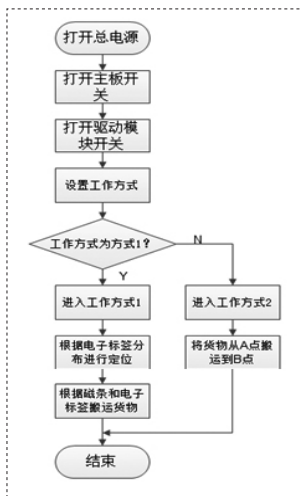 打开总电源
打开主板开
关
打开驱动模
块开关
设置工作方式
工作方式为方式1？
N
Y
进入工作方式1
进入工作方式2
根据电子标签分
布进行定位
将货物从A点搬
运到B点
根据磁条和电子
标签搬运货物
结束